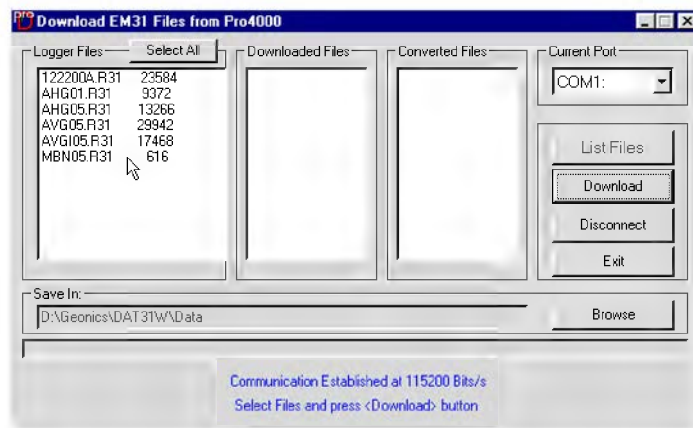 Pro Download EM31 Files from Pro4000
Logger Files Select All Downloaded Files Converted Files Current Port
122200A.R31 23584
AHG01.R31 9372
AHG05.R31 13266
AVG05.R31 29942
AVGI05.R31 17468
MBN05.R31 616
COM1:
List Files
Download
Disconnect
Exit
Save In:
D:\Geonics\DAT31W\Data
Browse
Communication Established at 115200 Bits/s
Select Files and press <Download> button